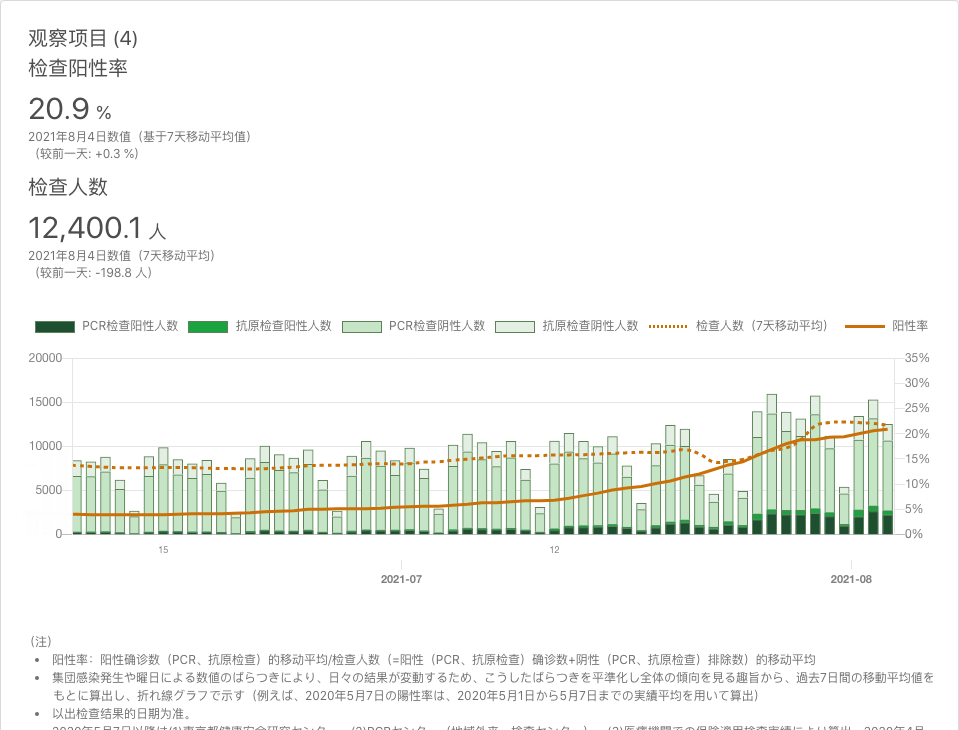 观察项目 (4)
检查阳性率
20.9 %
2021年8月4日数值（基于7天移动平均值）
（较前一天: +0.3 %）
检查人数
12,400.1 人
2021年8月4日数值（7天移动平均）
（较前一天: -198.8 人）
PCR检查阳性人数 抗原检查阳性人数 PCR检查阴性人数 抗原检查阴性人数 检查人数（7天移动平均） 阳性率
20000 35%
30%
15000 25%
10000 20%
15%
5000 10%
5%
0 0%
15 12
2021-07 2021-08
(注)
• 阳性率：阳性确诊数（PCR、抗原检查）的移动平均/检查人数（=阳性（PCR、抗原检查）确诊数+阴性（PCR、抗原检查）排除数）的移动平均
• 集団感染発生や曜日による数値のばらつきにより、日々の結果が変動するため、こうしたばらつきを平準化し全体の傾向を見る趣旨から、過去7日間の移動平均値を
もとに算出し、折れ線グラフで示す（例えば、2020年5月7日の陽性率は、2020年5月1日から5月7日までの実績平均を用いて算出）
• 以出检查结果的日期为准。